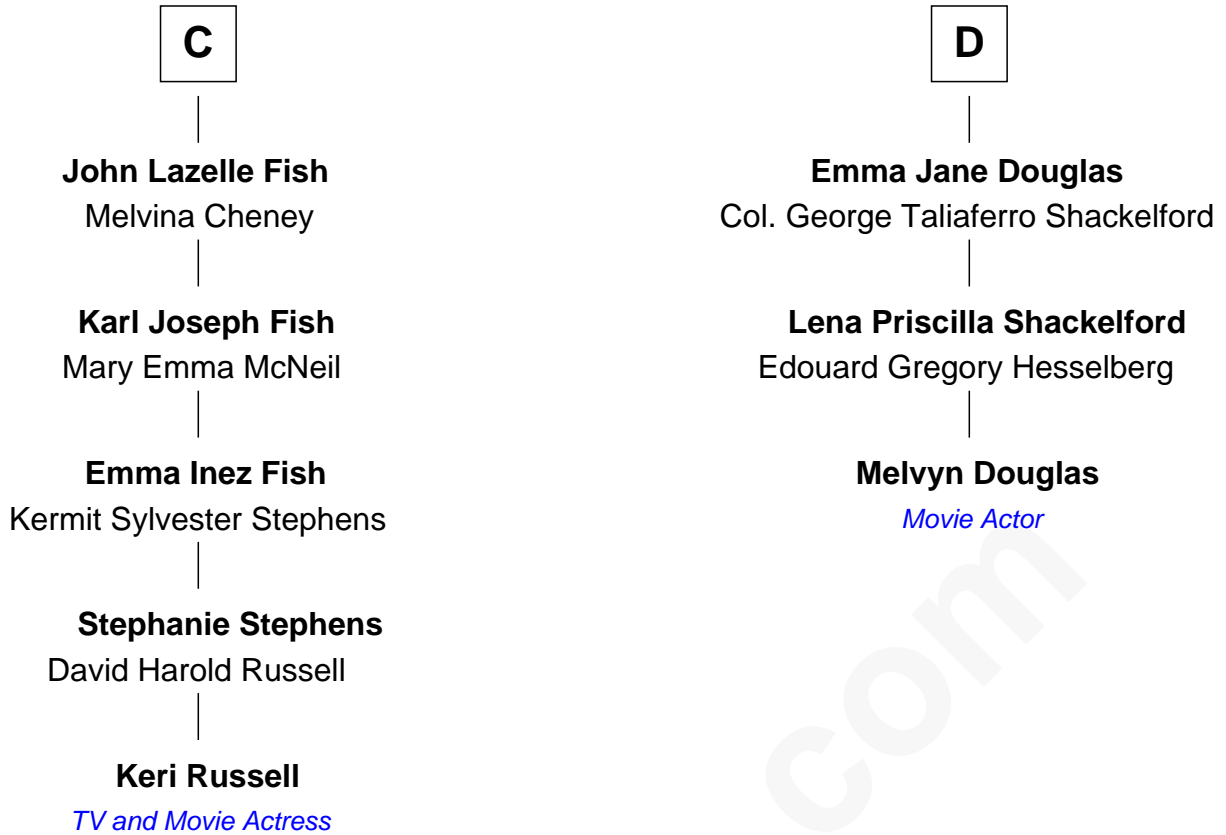 C
John Lazelle Fish
Melvina Cheney
Karl Joseph Fish
Mary Emma McNeil
Emma Inez Fish
Kermit Sylvester Stephens
Stephanie Stephens
David Harold Russell
Keri Russell
TV and Movie Actress
D
Emma Jane Douglas
Col. George Taliaferro Shackelford
Lena Priscilla Shackelford
Edouard Gregory Hesselberg
Melvyn Douglas
Movie Actor
com